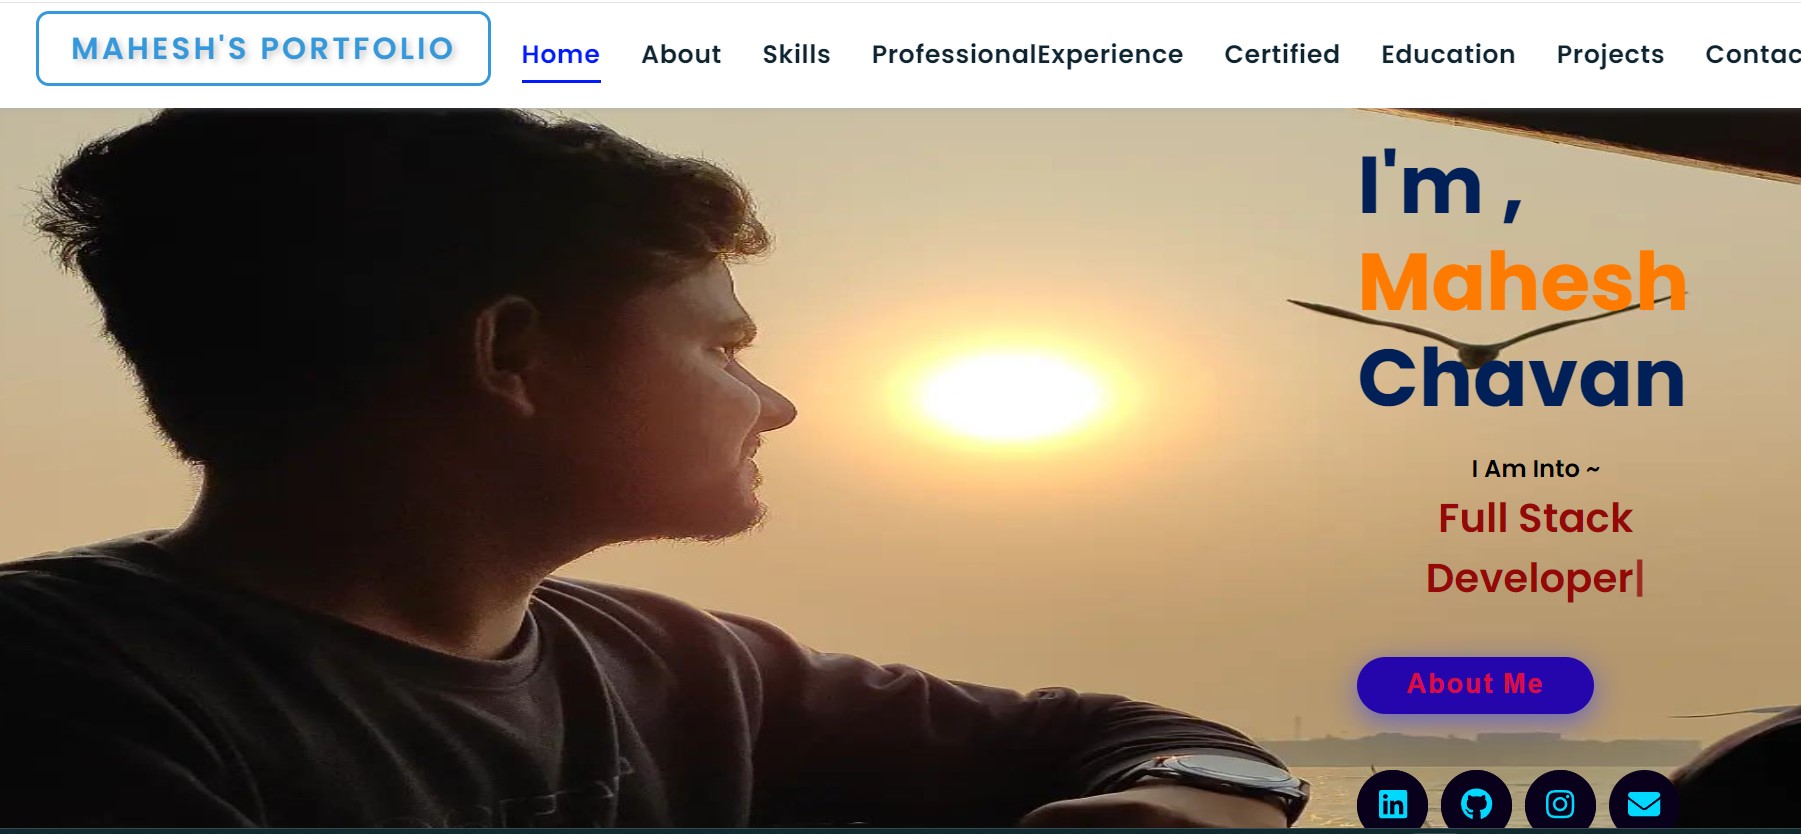 MAHESH'S PORTFOLIO
Home About Skills ProfessionalExperience Certified Education Projects Contac
I'm ,
Mahesh
Chavan
I Am Into ~
Full Stack
Developer|
About Me
in